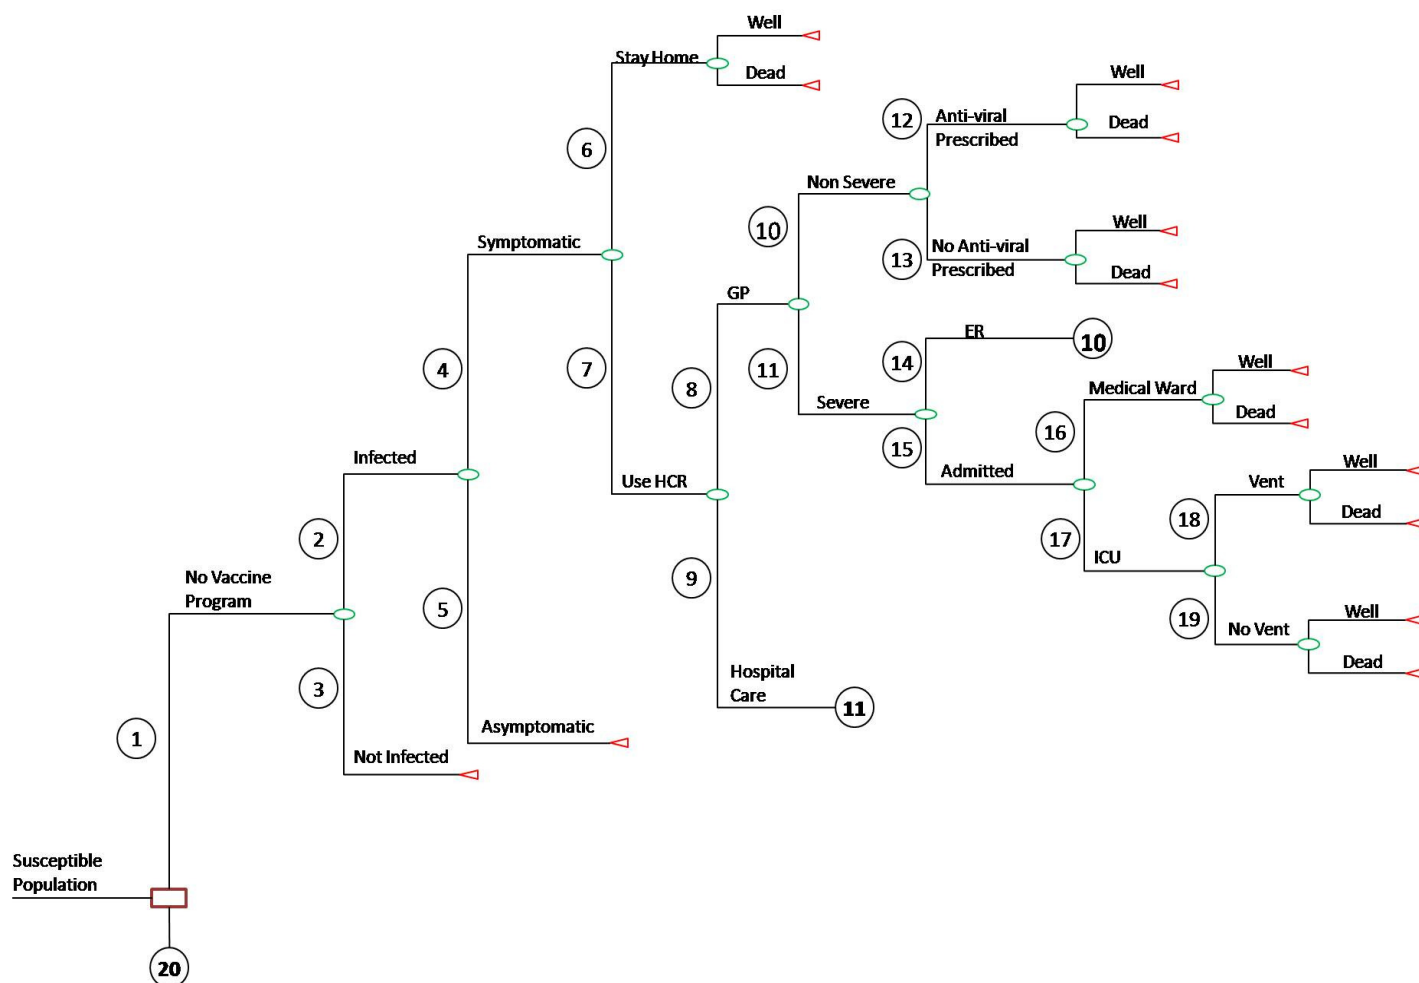 Well
Stay Home
Dead
6
Well
12
Anti-viral
Prescribed
Dead
Non Severe
10
Symptomatic
Well
13
No Anti-viral
Prescribed
Dead
GP
ER
10
4
7
11
14
8
Severe
Well
Medical Ward
Dead
16
15
Admitted
Infected
Use HCR
Well
Vent
Dead
18
2
17
ICU
9
No Vaccine
Program
5
19
Well
No Vent
Dead
3
Hospital
Care
11
1
Asymptomatic
Not Infected
Susceptible
Population
20